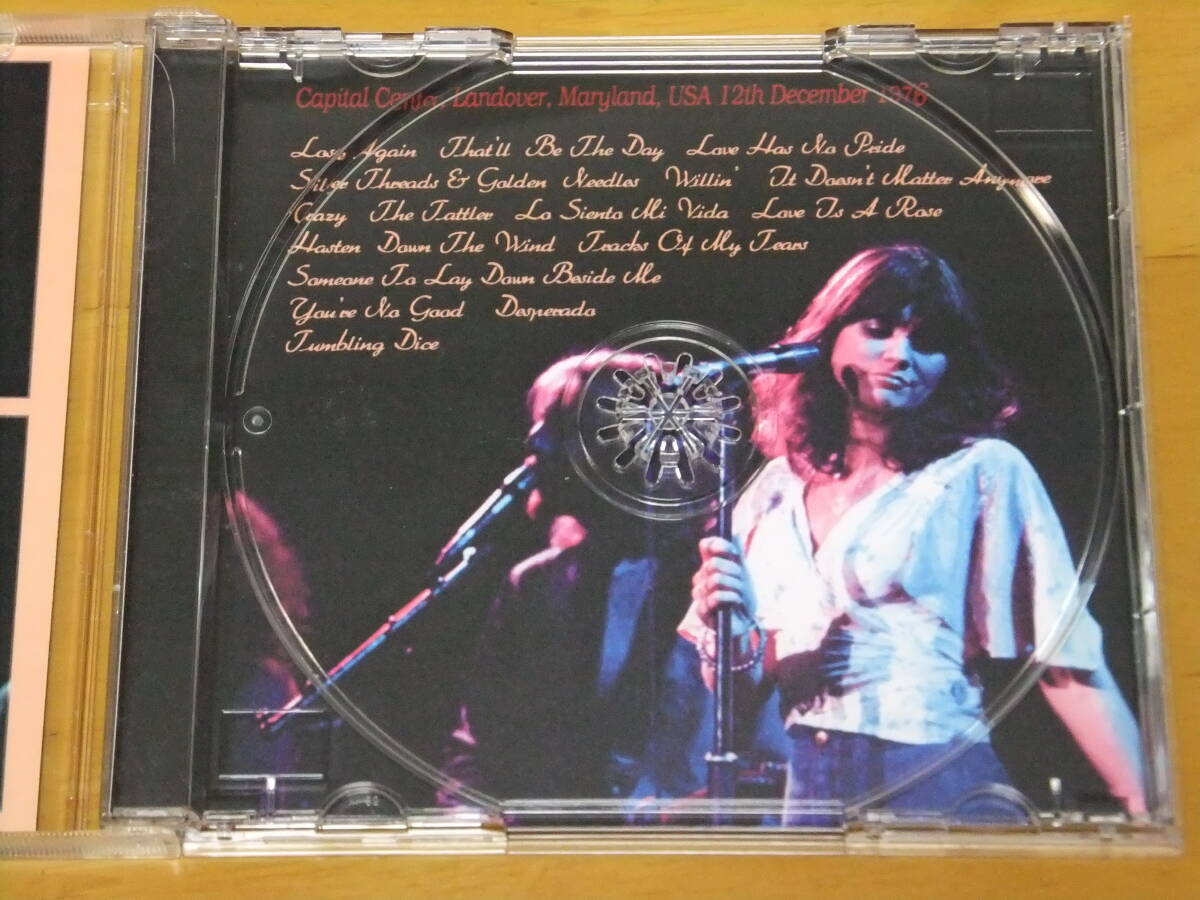 Capital Center, Landover, Maryland, USA 12th December 1976
Lose Again That'll Be The Day Love Has No Pride
Silver Threads & Golden Needles Willin' It Doesn't Matter Anymore
Crazy The Tattler Lo Siento Mi Vida Love Is A Rose
Hasten Down The Wind Tracks Of My Tears
Someone To Lay Down Beside Me
You're No Good Desperado
Tumbling Dice